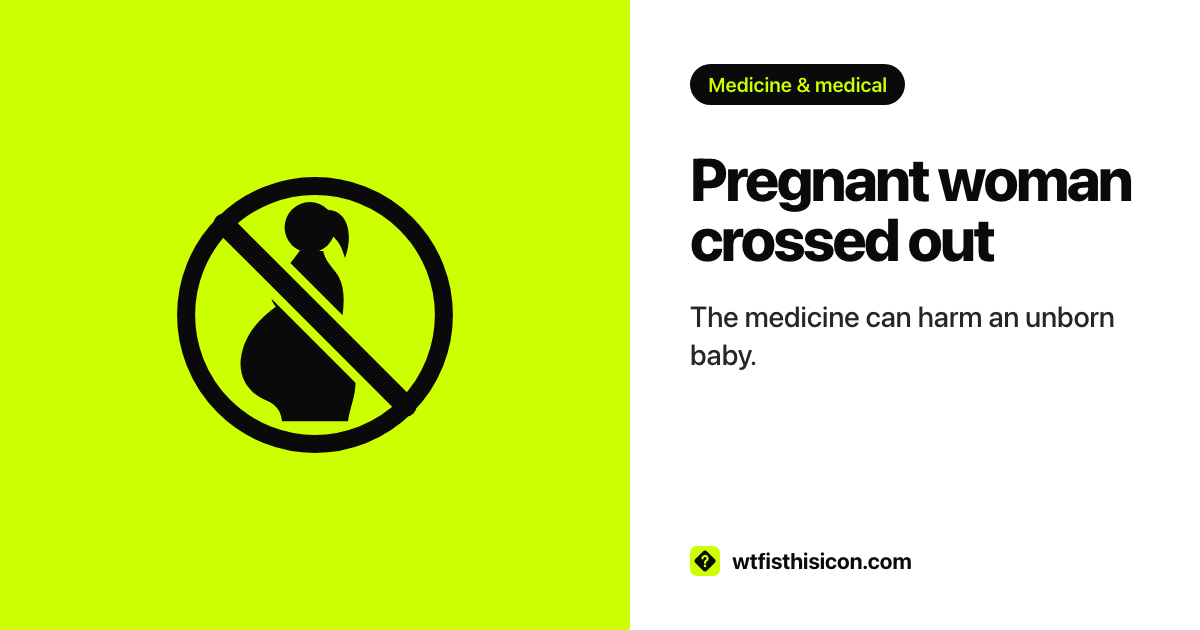 Medicine & medical
Pregnant woman
crossed out
The medicine can harm an unborn
baby.
wtfisthisicon.com